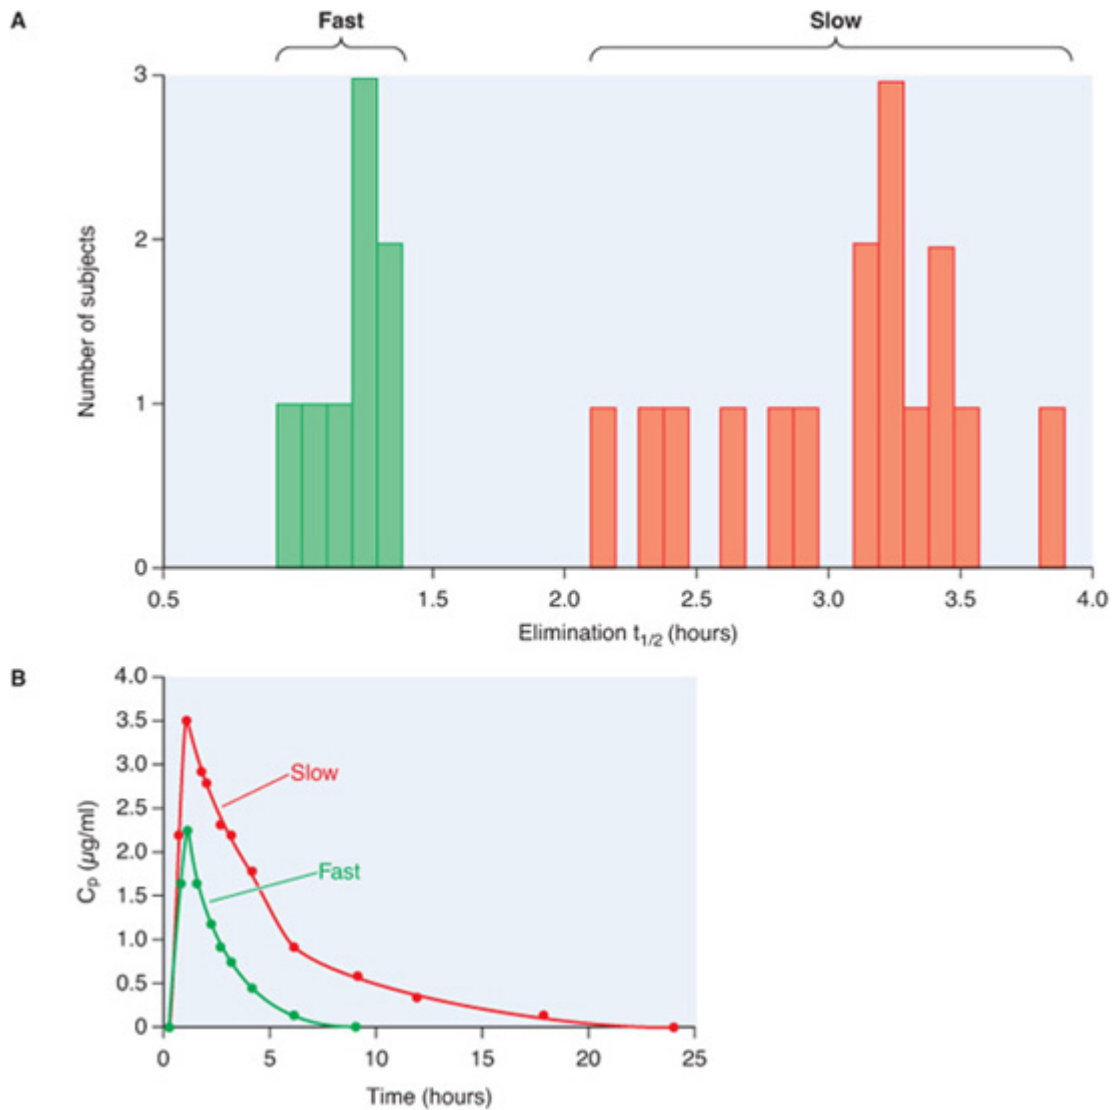 A
Fast
Slow
3
2
1
0
Number of subjects
0.5
1.5
2.0
2.5
3.0
3.5
4.0
Elimination t1/2 (hours)
B
4.0
3.5
3.0
2.5
2.0
1.5
1.0
0.5
0
Cp (µg/ml)
Slow
Fast
0
5
10
15
20
25
Time (hours)